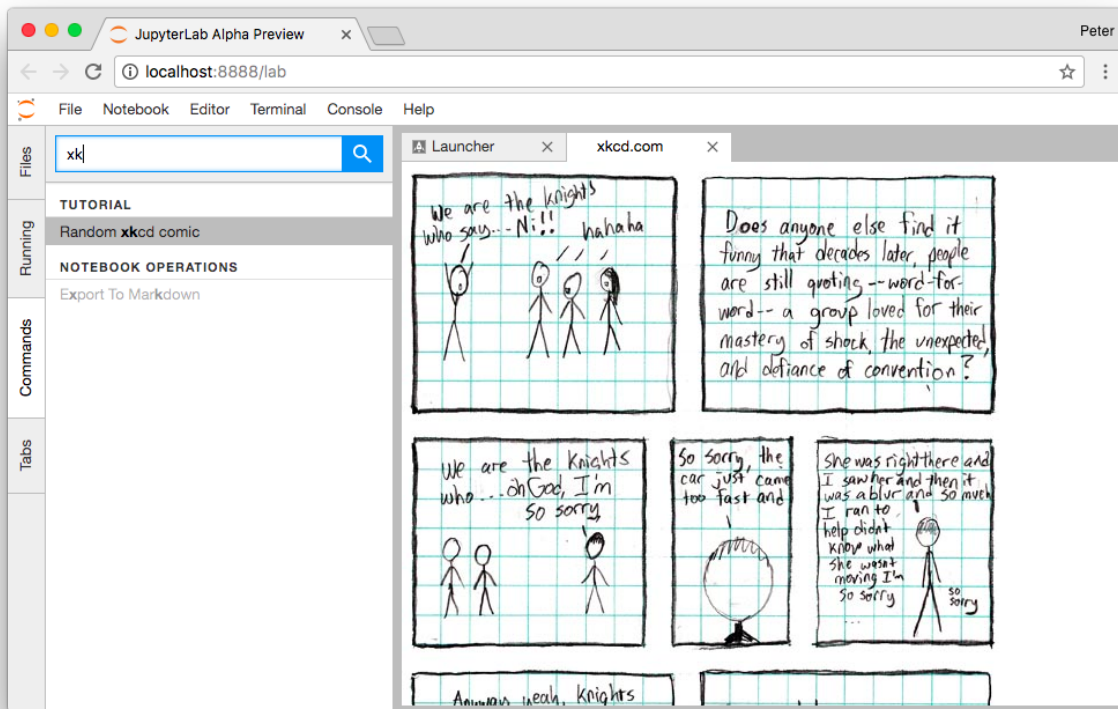 JupyterLab Alpha Preview
Peter
localhost:8888/lab
File Notebook Editor Terminal Console Help
Files
Running
Commands
Tabs
xk
TUTORIAL
Random xkcd comic
NOTEBOOK OPERATIONS
Export To Markdown
Launcher
xkcd.com
We are the Knights
who say... Ni!!
hahaha
Does anyone else find it
funny that decades later, people
are still quoting --word-for-
word-- a group loved for their
mastery of shock, the unexpected,
and defiance of convention?
We are the Knights
who....oh God, I'm
so sorry
So sorry, the
car just came
too fast and
She was right there and
I saw her and then it
was a blur and so much
I ran to
help didnt
know what
she wasnt
moving I'm
so sorry
...
so
sorry
Anyway yeah, Knights